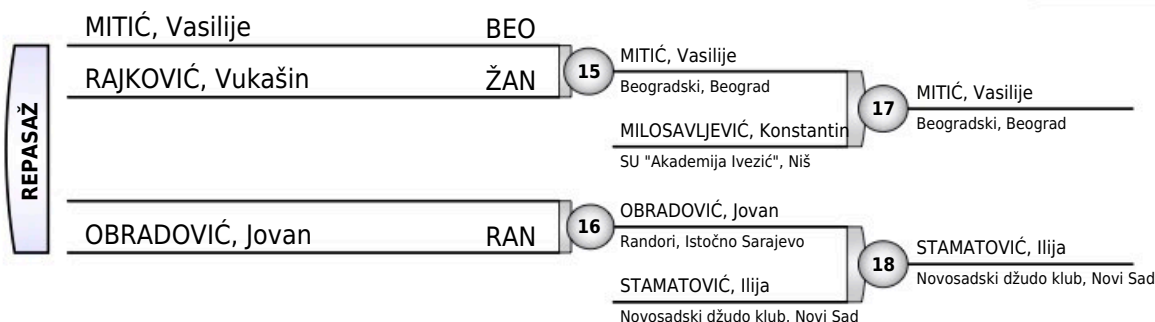 REPASAŽ
MITIĆ, Vasilije BEO
RAJKOVIĆ, Vukašin ŽAN
15
MITIĆ, Vasilije
Beogradski, Beograd
MILOSAVLJEVIĆ, Konstantin
SU "Akademija Ivezić", Niš
17
MITIĆ, Vasilije
Beogradski, Beograd
OBRADOVIĆ, Jovan RAN
16
OBRADOVIĆ, Jovan
Randori, Istočno Sarajevo
STAMATOVIĆ, Ilija
Novosadski džudo klub, Novi Sad
18
STAMATOVIĆ, Ilija
Novosadski džudo klub, Novi Sad